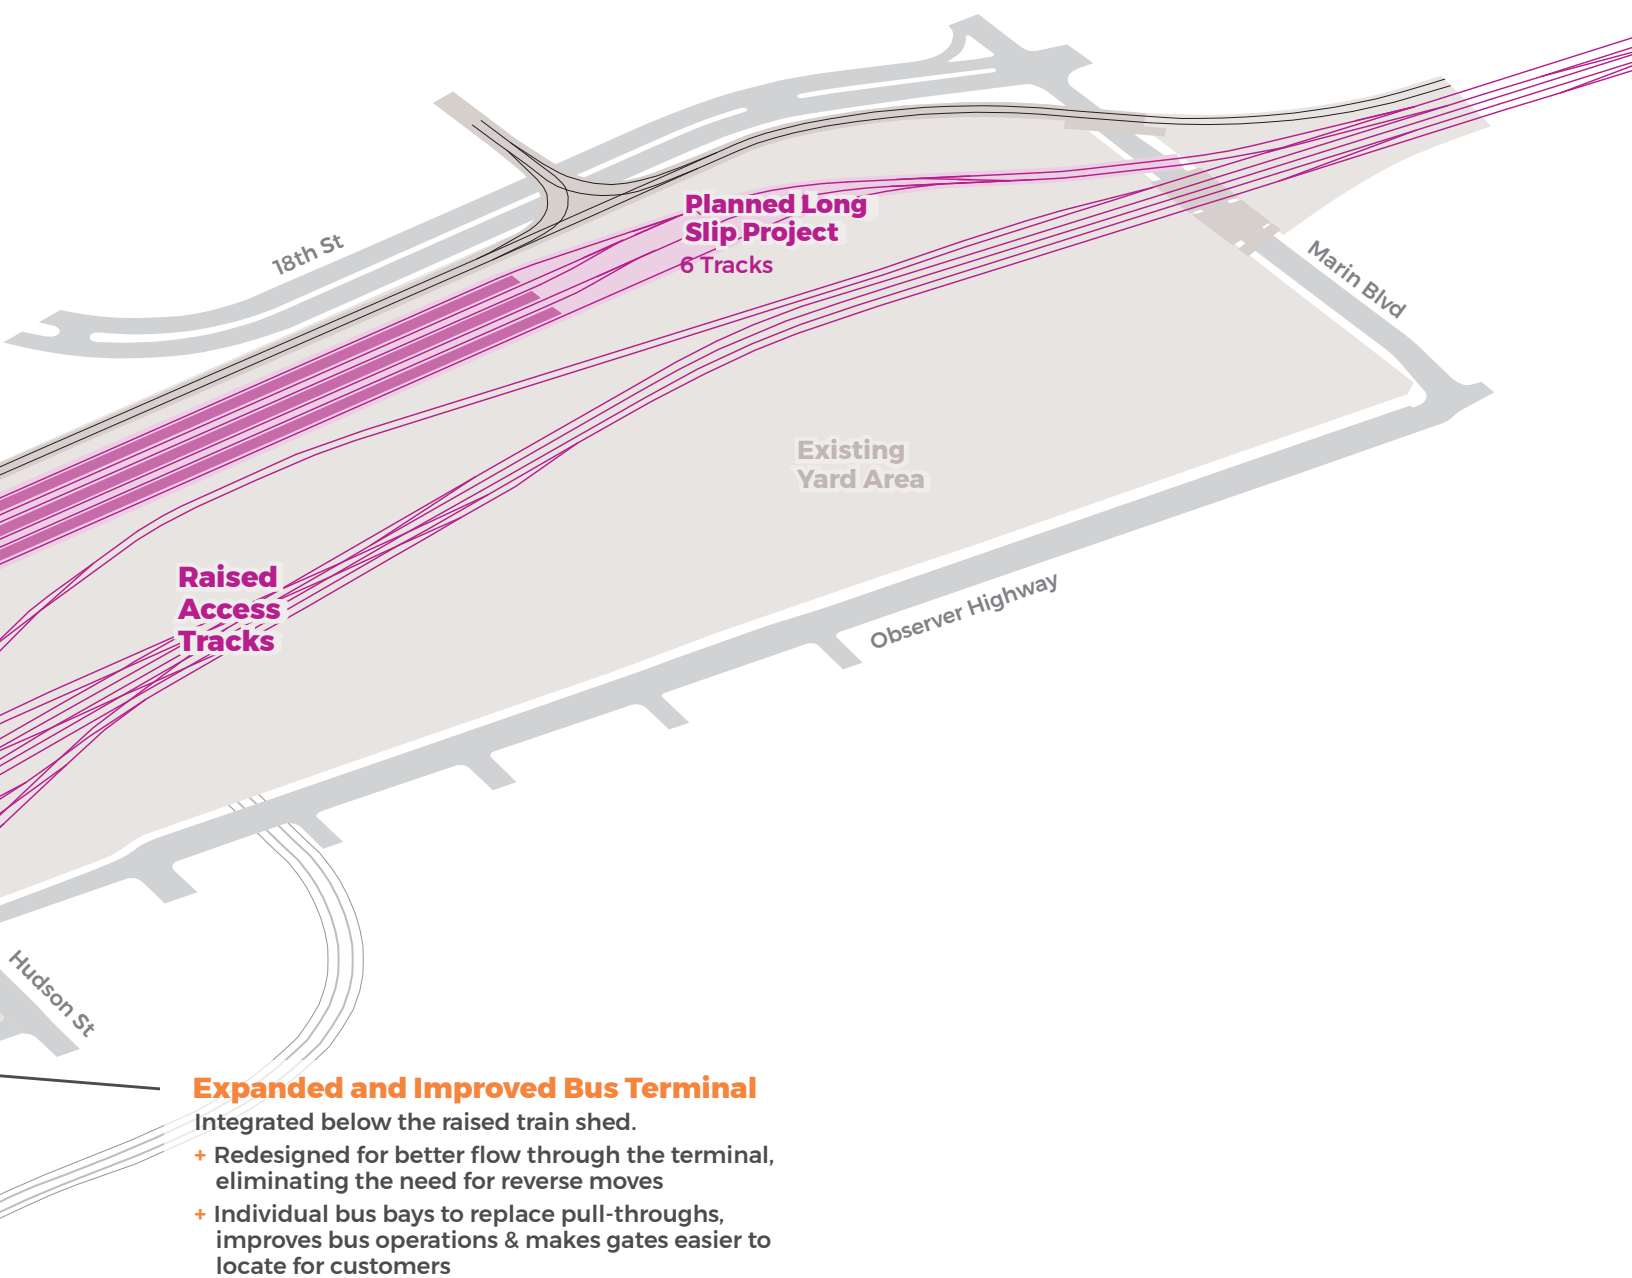 18th St
Planned Long
Slip Project
6 Tracks
Marin Blvd
Existing
Yard Area
Raised
Access
Tracks
Observer Highway
Hudson St
Expanded and Improved Bus Terminal
Integrated below the raised train shed.
+ Redesigned for better flow through the terminal,
eliminating the need for reverse moves
+ Individual bus bays to replace pull-throughs,
improves bus operations & makes gates easier to
locate for customers